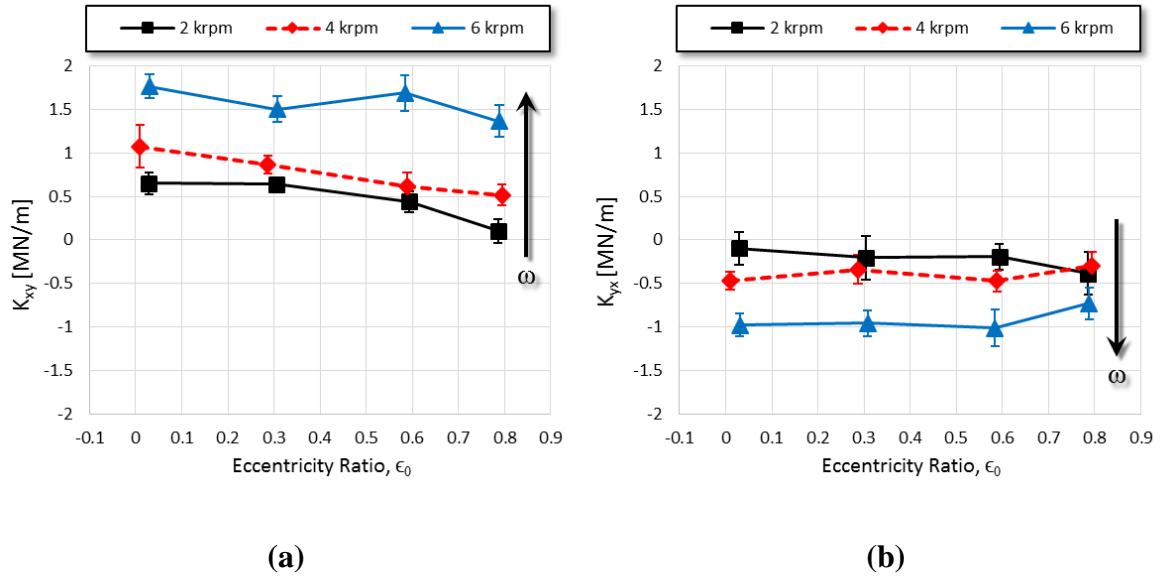 2 krpm 4 krpm 6 krpm
2
1.5
1
0.5
0
-0.5
-1
-1.5
-2
Kxy [MN/m]
ω
-0.1 0 0.1 0.2 0.3 0.4 0.5 0.6 0.7 0.8 0.9
Eccentricity Ratio, ϵ0
(a)
2 krpm 4 krpm 6 krpm
2
1.5
1
0.5
0
-0.5
-1
-1.5
-2
Kyx [MN/m]
ω
-0.1 0 0.1 0.2 0.3 0.4 0.5 0.6 0.7 0.8 0.9
Eccentricity Ratio, ϵ0
(b)